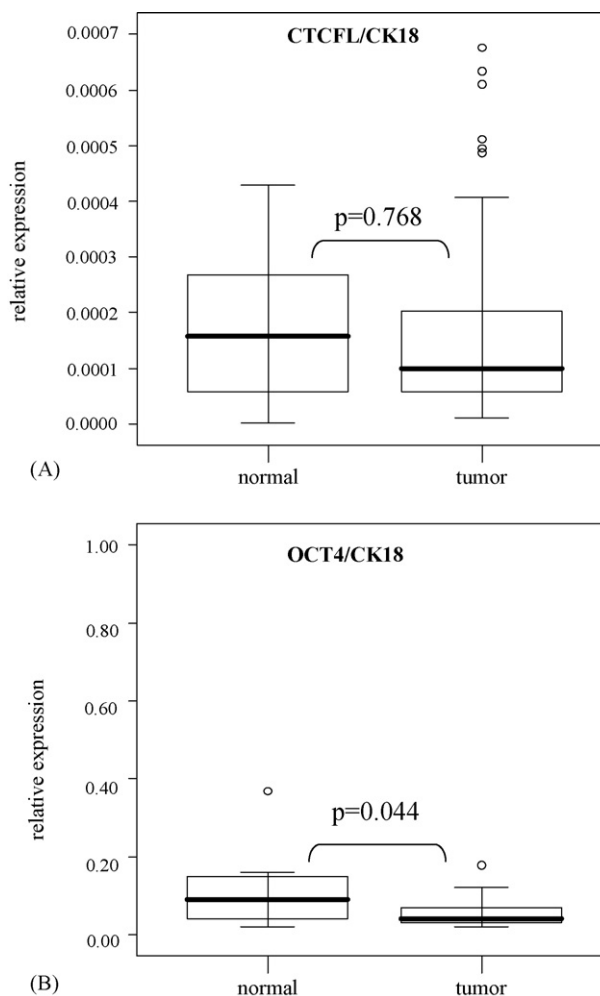 CTCFL/CK18
0.0007
0.0006
0.0005
0.0004
0.0003
0.0002
0.0001
0.0000
relative expression
p=0.768
normal
tumor
(A)
OCT4/CK18
1.00
0.80
0.60
0.40
0.20
0.00
relative expression
p=0.044
normal
tumor
(B)